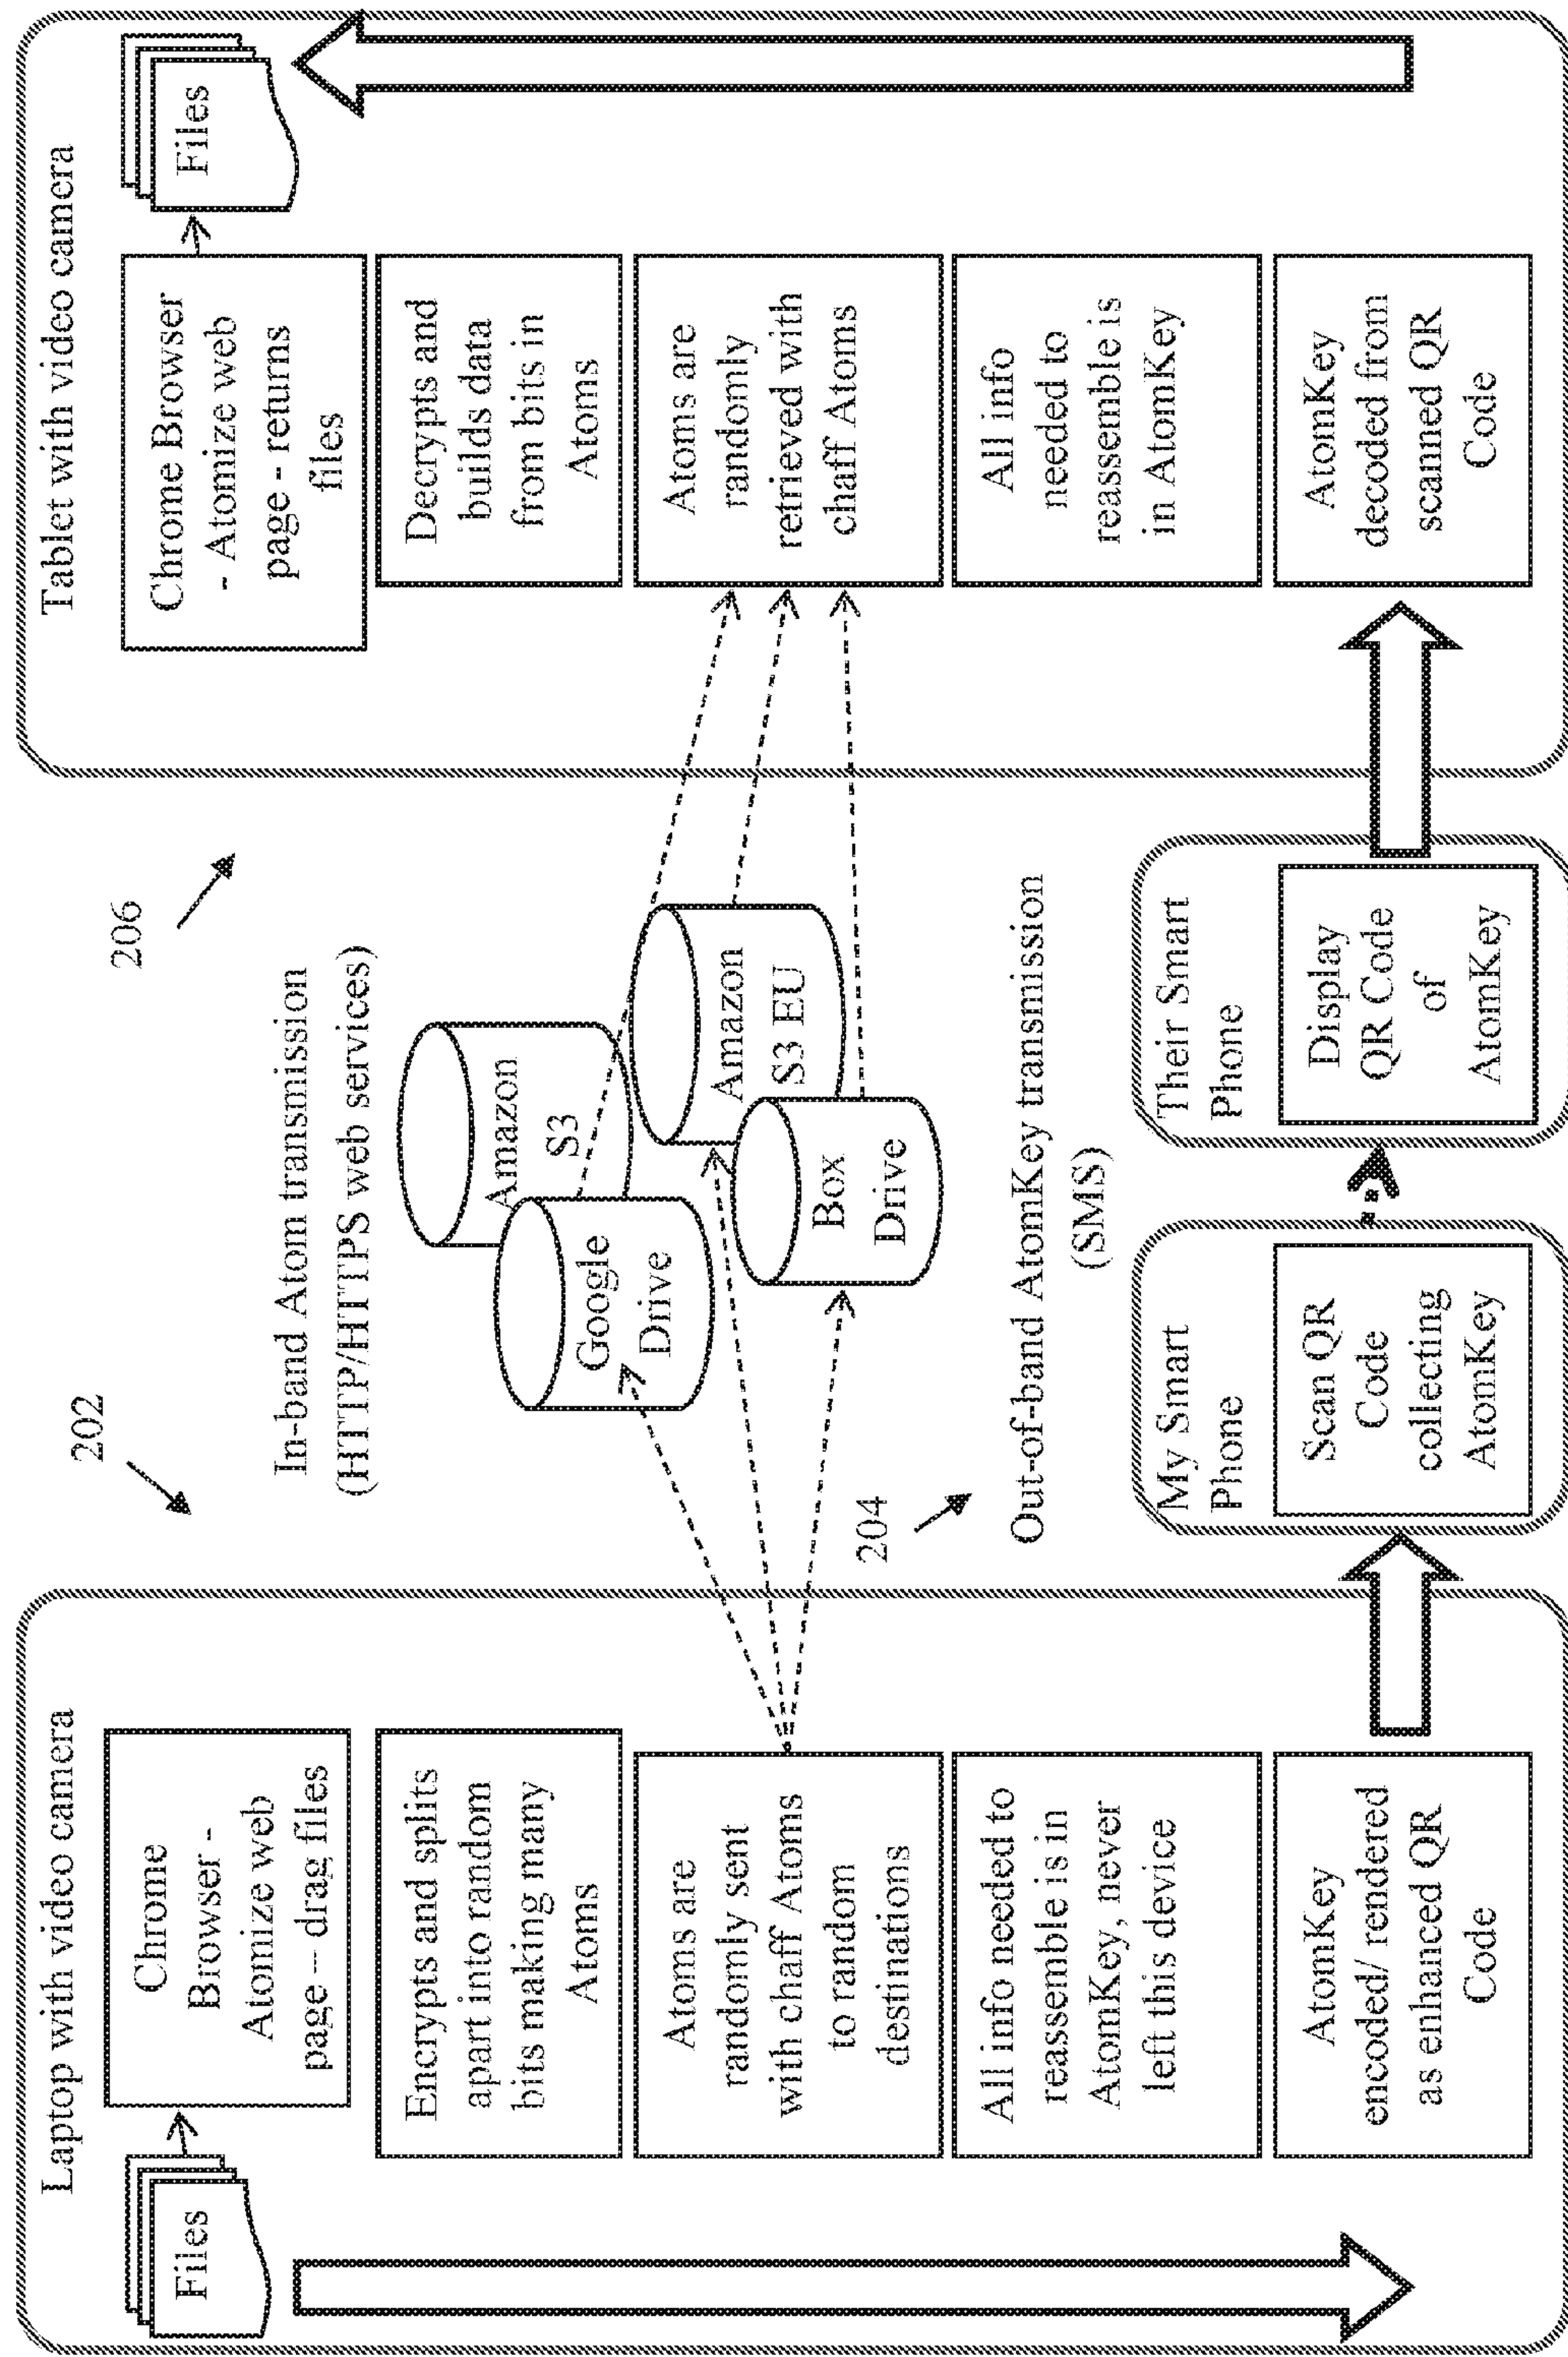 Laptop with video camera
Files
Chrome
Browser -
Atomize web
page – drag files
Encrypts and splits
apart into random
bits making many
Atoms
Atoms are
randomly sent
with chaff Atoms
to random
destinations
All info needed to
reassemble is in
AtomKey, never
left this device
AtomKey
encoded/ rendered
as enhanced QR
Code
202
In-band Atom transmission
(HTTP/HTTPS web services)
206
Amazon
S3
Google
Drive
Amazon
S3 EU
Box
Drive
204
Out-of-band AtomKey transmission
(SMS)
My Smart
Phone
Scan QR
Code
collecting
AtomKey
Their Smart
Phone
Display
QR Code
of
AtomKey
Tablet with video camera
Chrome Browser
- Atomize web
page - returns
files
Files
Decrypts and
builds data
from bits in
Atoms
Atoms are
randomly
retrieved with
chaff Atoms
All info
needed to
reassemble is
in AtomKey
AtomKey
decoded from
scanned QR
Code